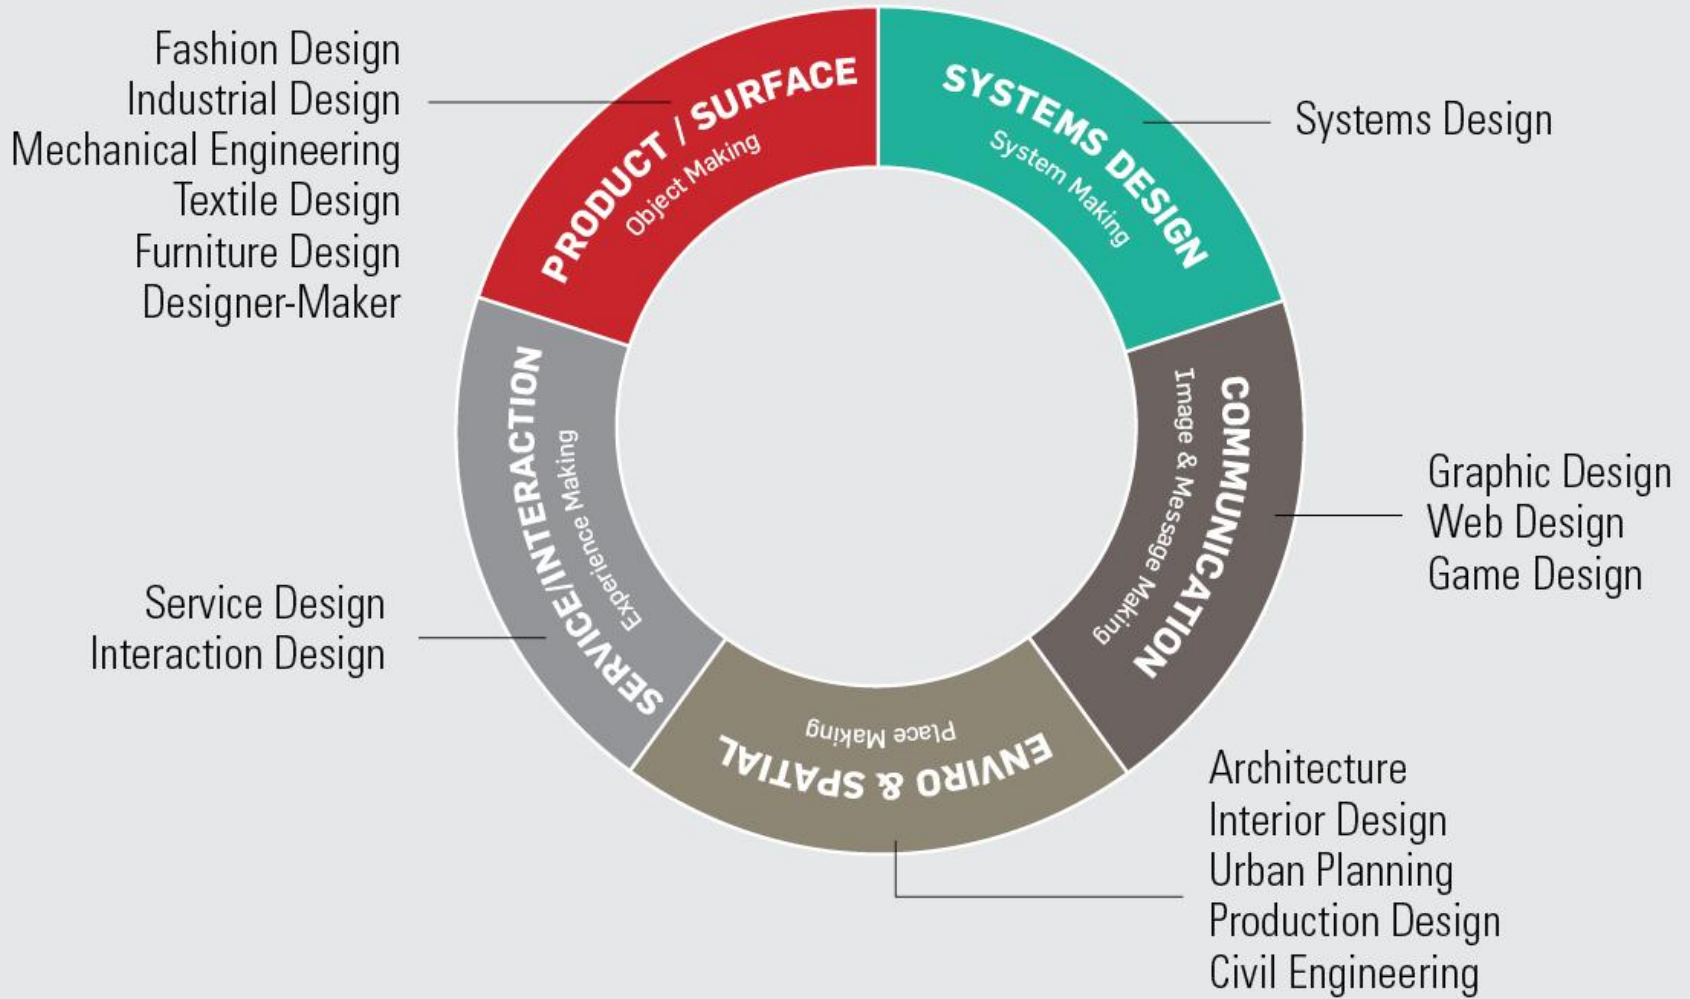 Fashion Design
Industrial Design
Mechanical Engineering
Textile Design
Furniture Design
Designer-Maker
PRODUCT / SURFACE
Object Making
SYSTEMS DESIGN
System Making
Systems Design
COMMUNICATION
Image & Message Making
Graphic Design
Web Design
Game Design
SERVICE/INTERACTION
Experience Making
Service Design
Interaction Design
ENVIRO & SPATIAL
Place Making
Architecture
Interior Design
Urban Planning
Production Design
Civil Engineering